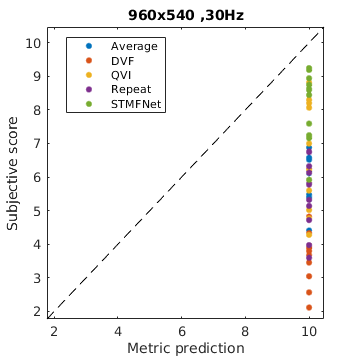 960x540 ,30Hz
Average
DVF
QVI
Repeat
STMFNet
10
9
8
7
6
5
4
3
2
Subjective score
2
4
6
8
10
Metric prediction